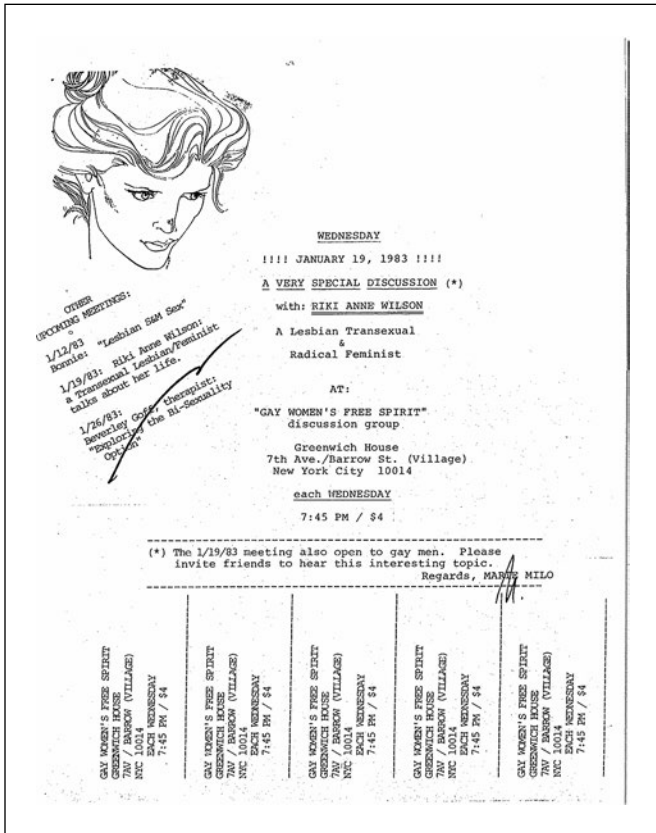 WEDNESDAY
!!!! JANUARY 19, 1983 !!!!
A VERY SPECIAL DISCUSSION (*)
with: RIKI ANNE WILSON
A Lesbian Transexual
&
Radical Feminist
OTHER
UPCOMING MEETINGS:
1/12/83
Bonnie: "Lesbian S&M Sex"
1/19/83: Riki Anne Wilson:
a Transexual Lesbian/Feminist
talks about her life.
1/26/83:
Beverley Goff, therapist:
"Exploring the Bi-Sexuality
Option"
AT:
"GAY WOMEN'S FREE SPIRIT"
discussion group
Greenwich House
7th Ave./Barrow St. (Village)
New York City 10014
each WEDNESDAY
7:45 PM / $4
(*) The 1/19/83 meeting also open to gay men. Please
invite friends to hear this interesting topic.
Regards, MARIE MILO
GAY WOMEN'S FREE SPIRIT
GREENWICH HOUSE
7AV / BARROW (VILLAGE)
NYC 10014
EACH WEDNESDAY
7:45 PM / $4
GAY WOMEN'S FREE SPIRIT
GREENWICH HOUSE
7AV / BARROW (VILLAGE)
NYC 10014
EACH WEDNESDAY
7:45 PM / $4
GAY WOMEN'S FREE SPIRIT
GREENWICH HOUSE
7AV / BARROW (VILLAGE)
NYC 10014
EACH WEDNESDAY
7:45 PM / $4
GAY WOMEN'S FREE SPIRIT
GREENWICH HOUSE
7AV / BARROW (VILLAGE)
NYC 10014
EACH WEDNESDAY
7:45 PM / $4
GAY WOMEN'S FREE SPIRIT
GREENWICH HOUSE
7AV / BARROW (VILLAGE)
NYC 10014
EACH WEDNESDAY
7:45 PM / $4